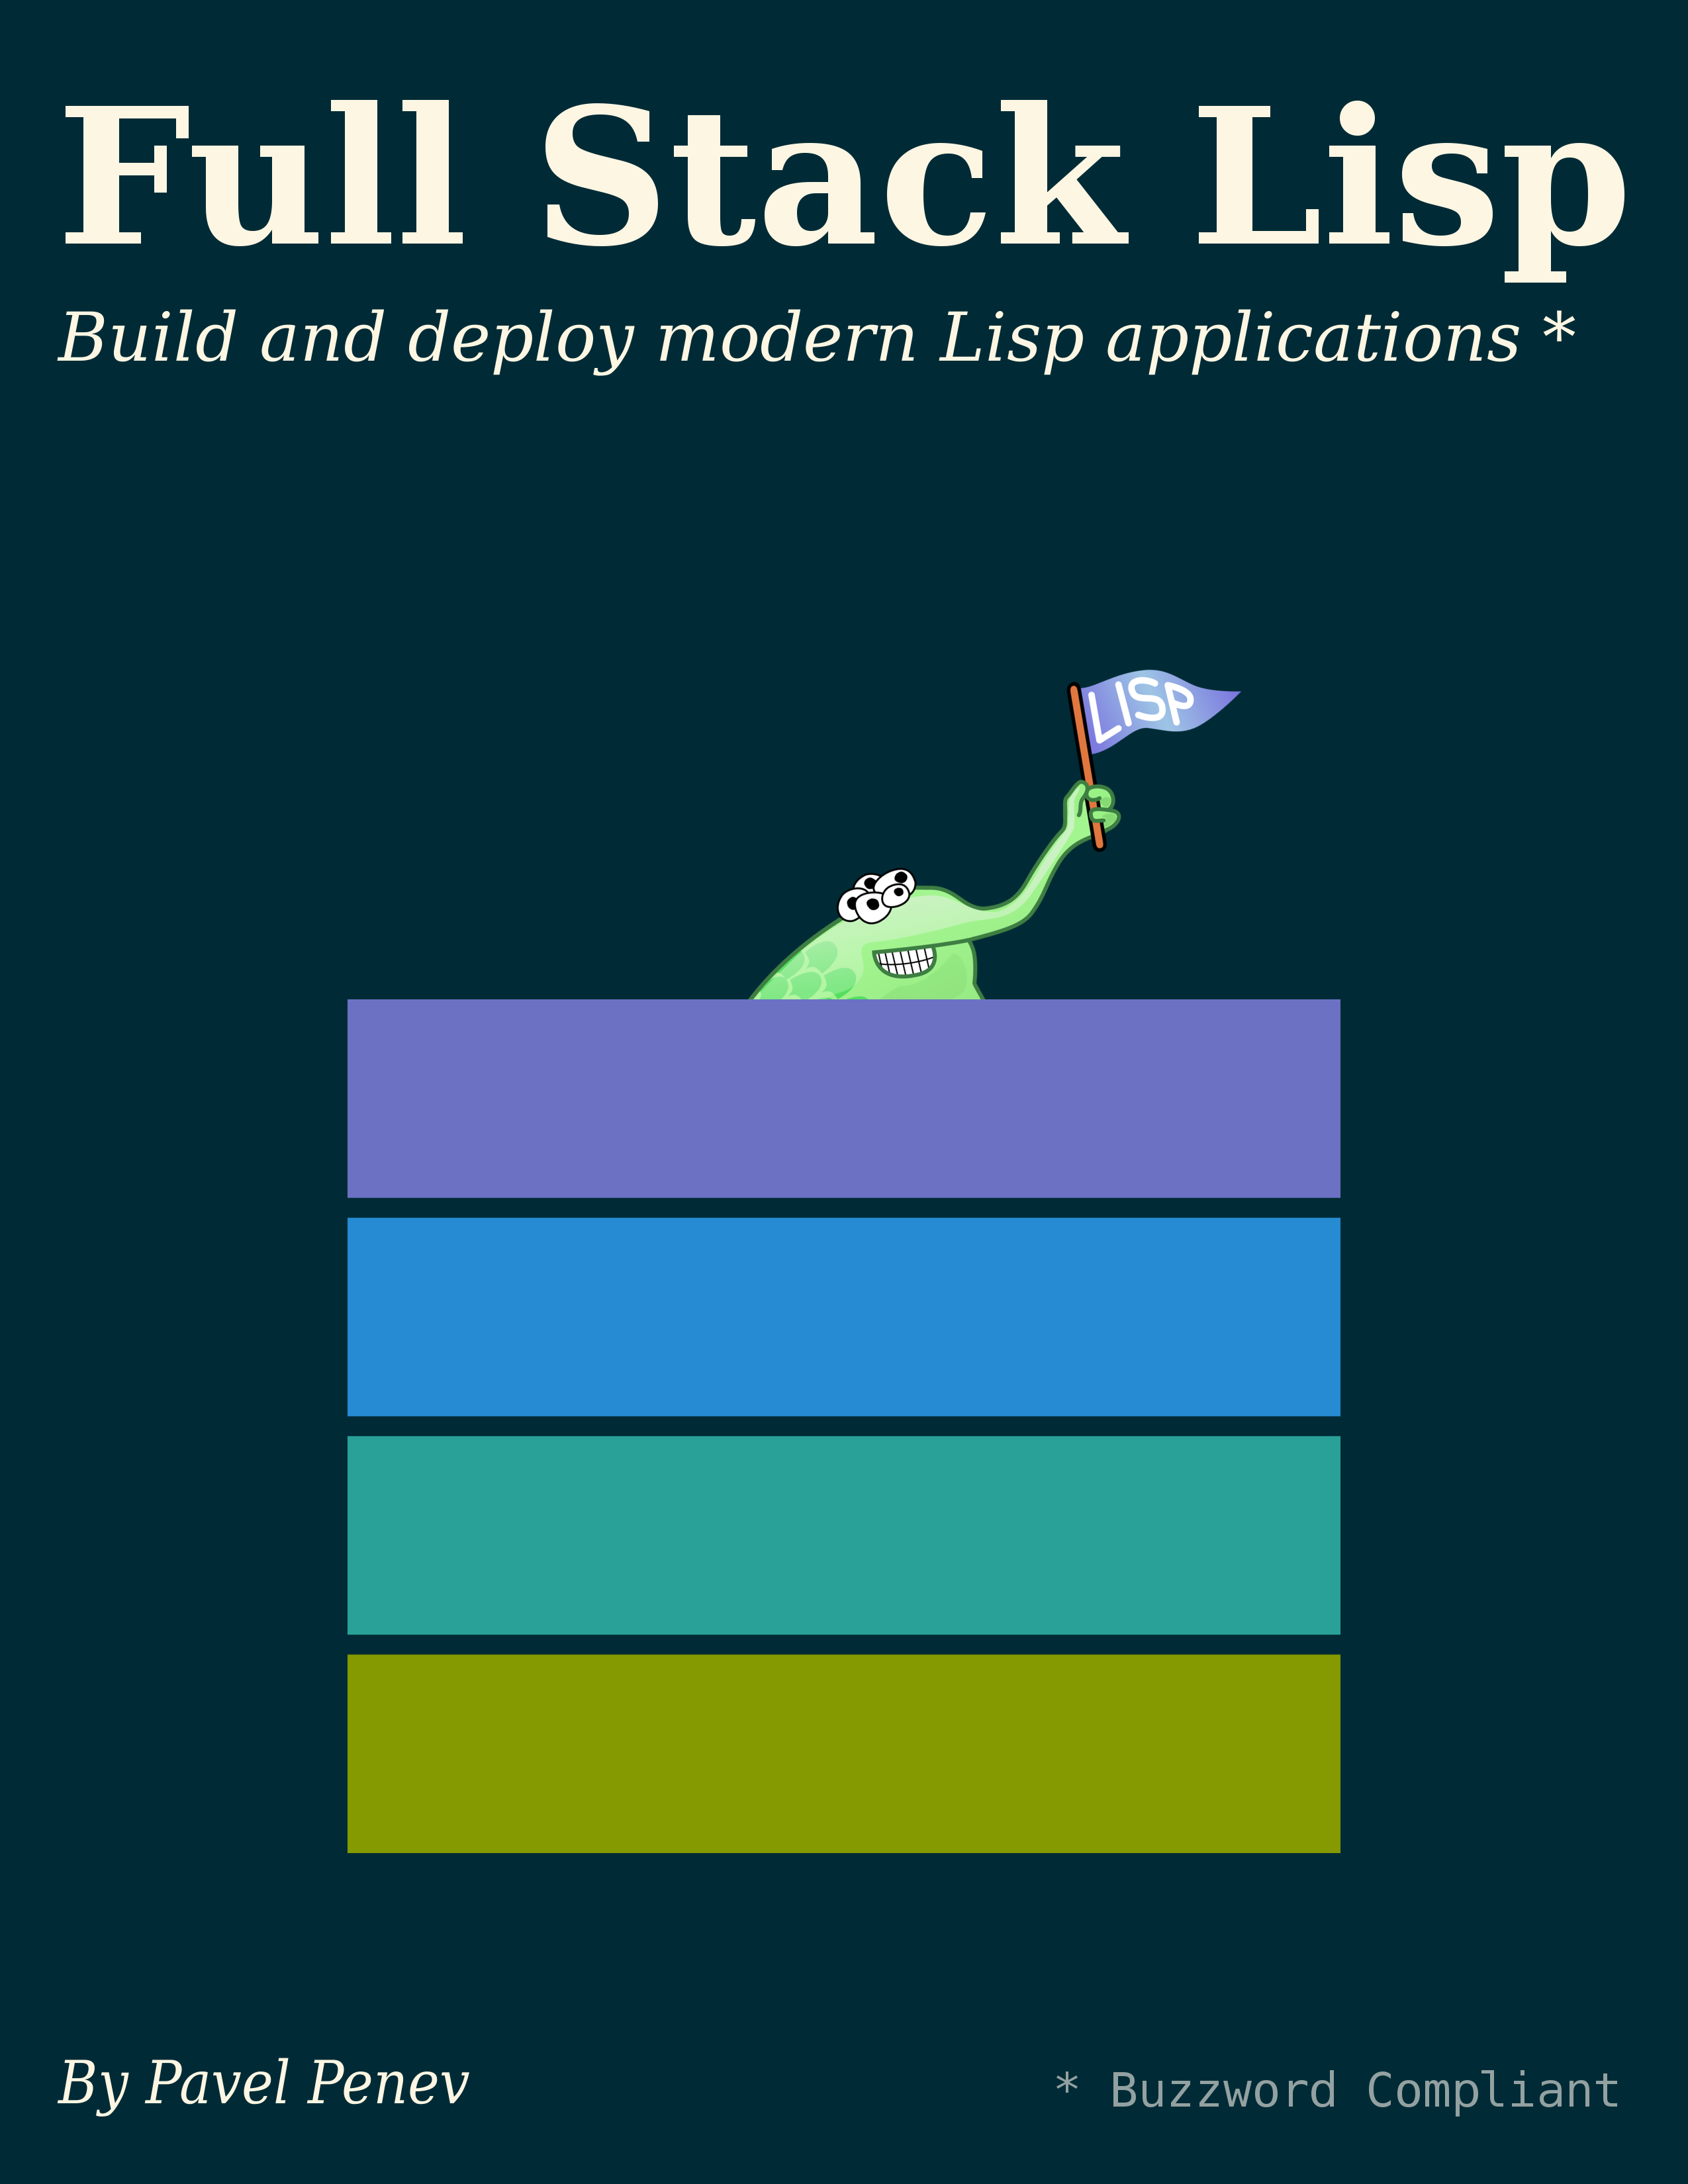 Full Stack Lisp
Build and deploy modern Lisp applications *
LISP
By Pavel Penev
* Buzzword Compliant